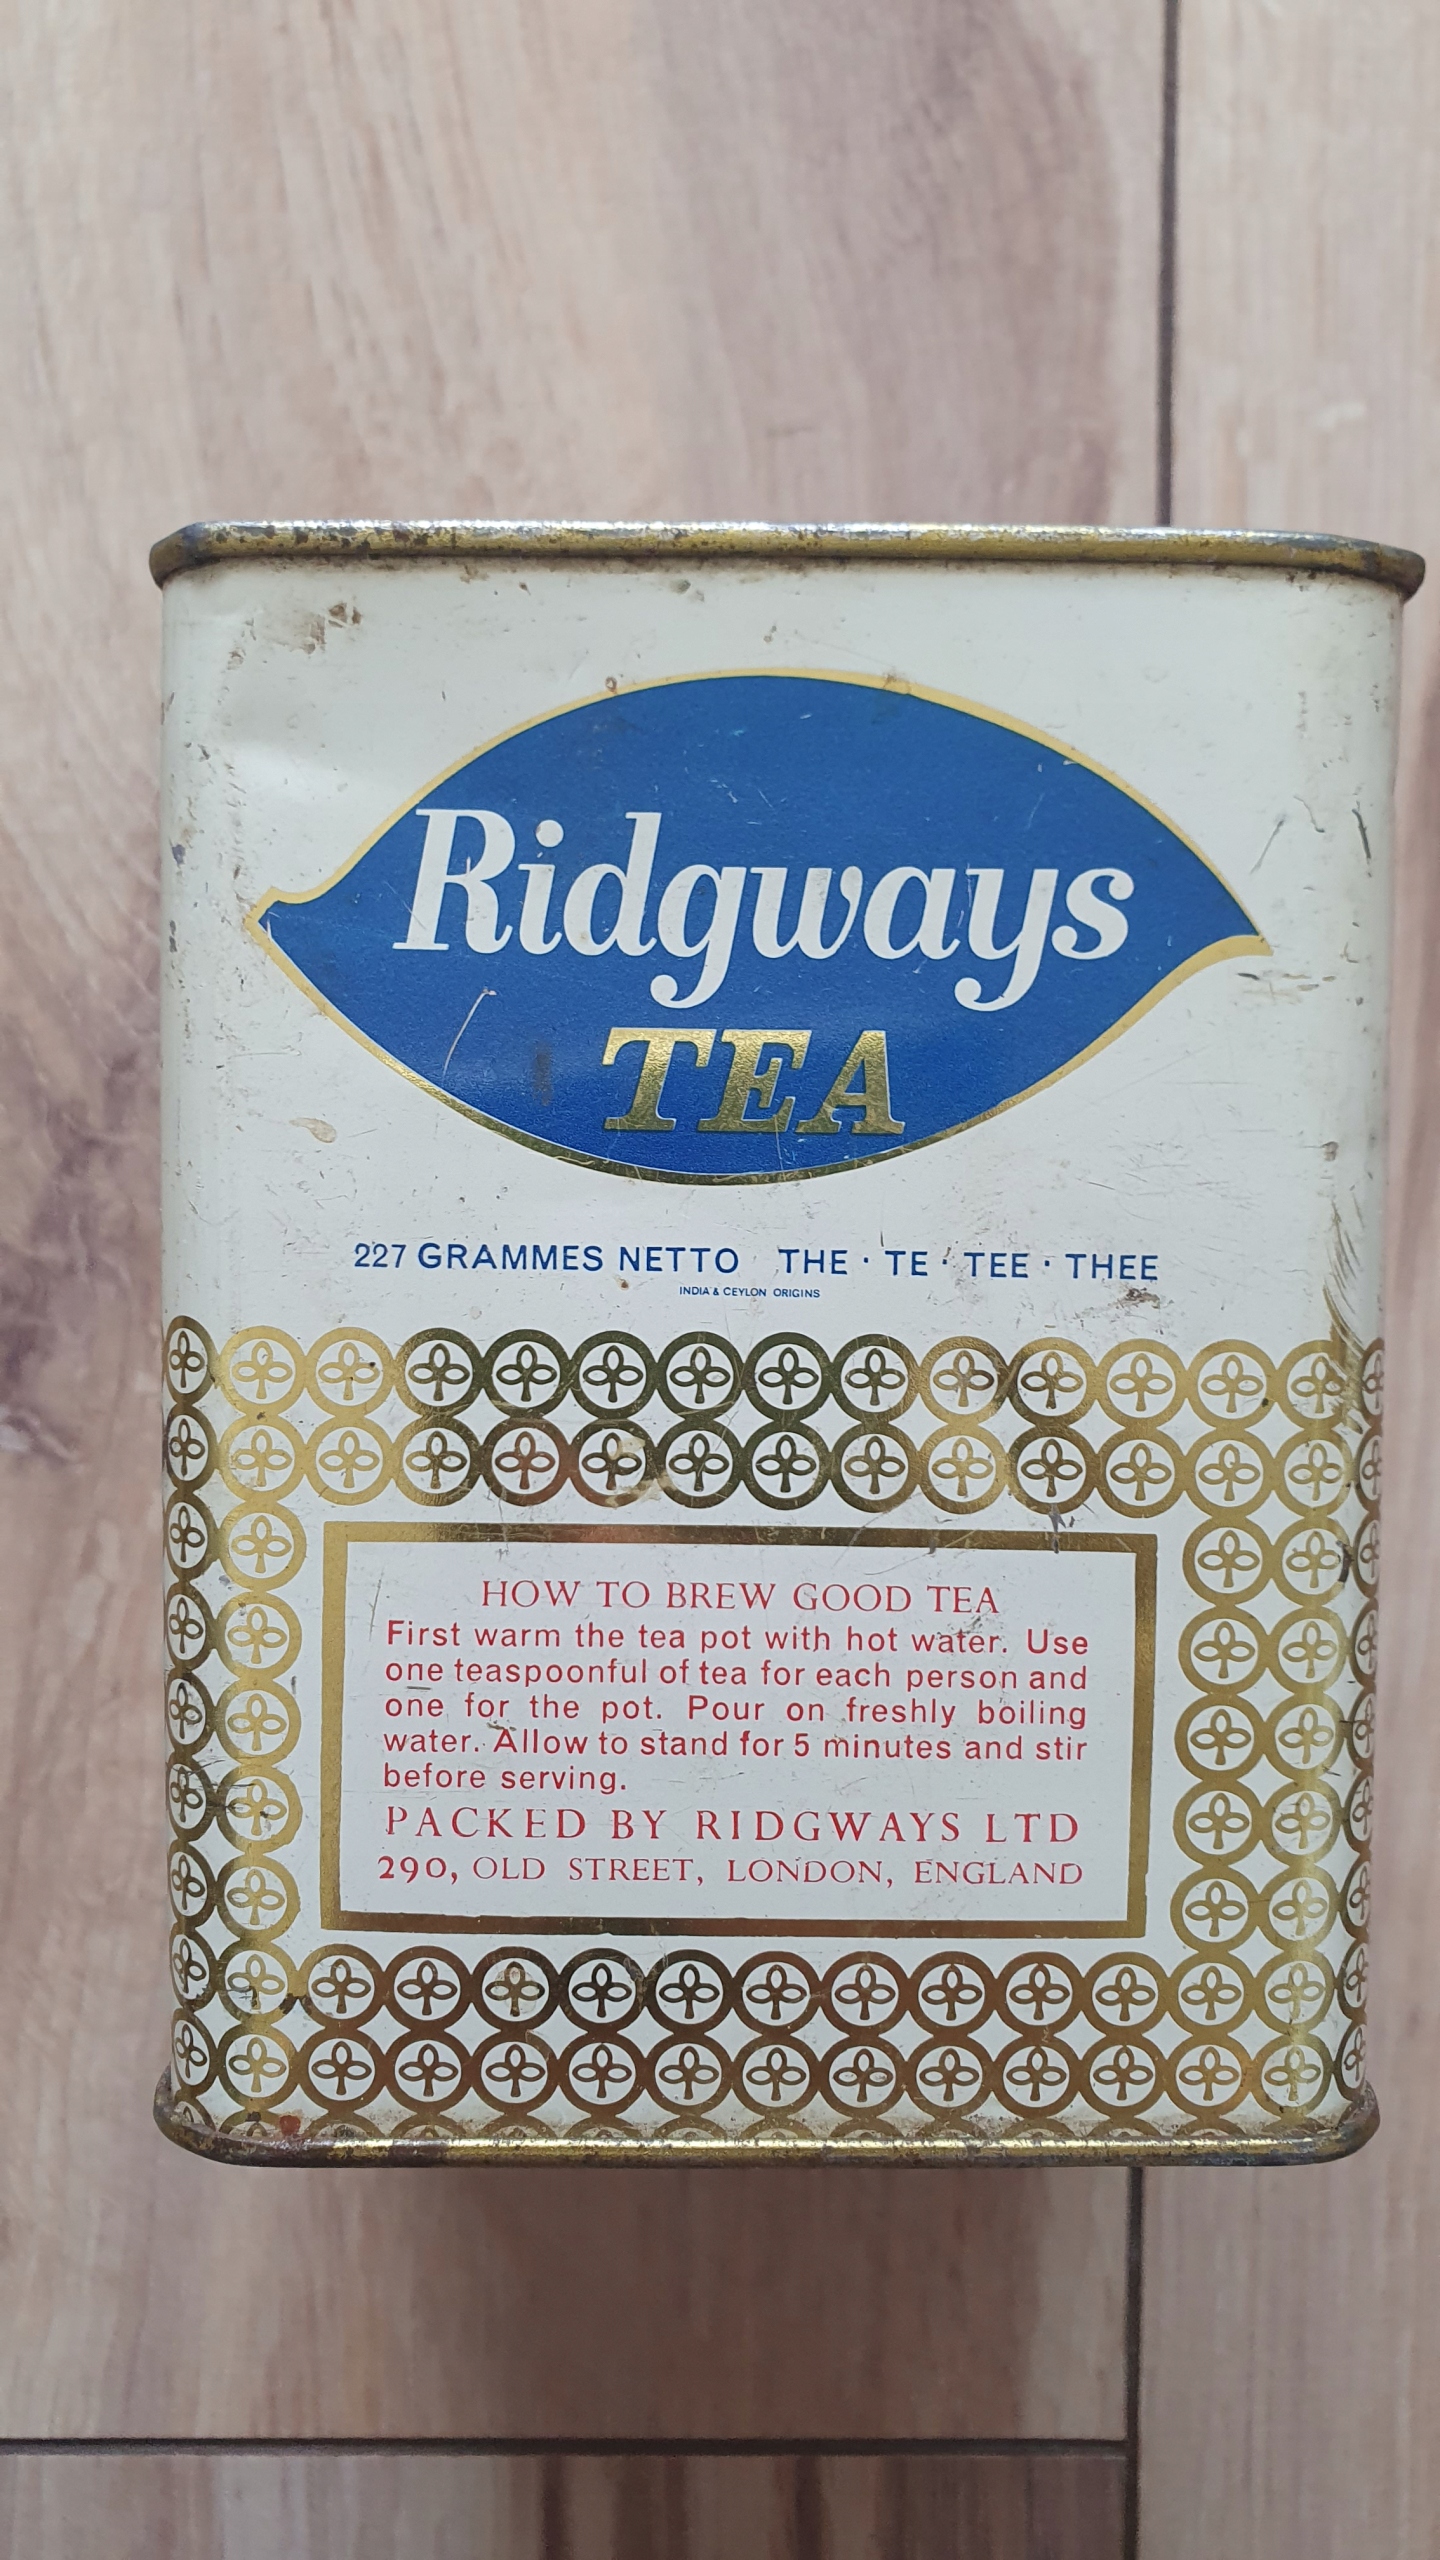 Ridgways
TEA
227 GRAMMES NETTO THE · TE · TEE · THEE
INDIA & CEYLON ORIGINS
HOW TO BREW GOOD TEA
First warm the tea pot with hot water. Use
one teaspoonful of tea for each person and
one for the pot. Pour on freshly boiling
water. Allow to stand for 5 minutes and stir
before serving.
PACKED BY RIDGWAYS LTD
290, OLD STREET, LONDON, ENGLAND